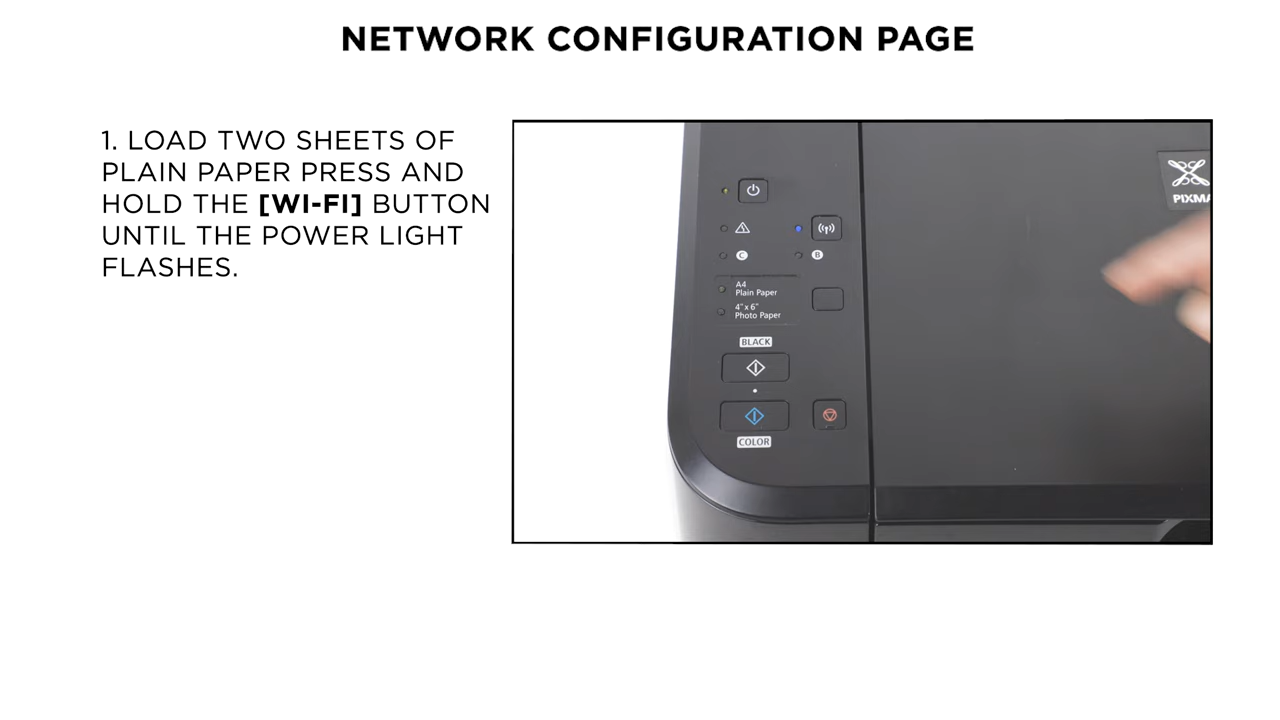 NETWORK CONFIGURATION PAGE
1. LOAD TWO SHEETS OF
PLAIN PAPER PRESS AND
HOLD THE [WI-FI] BUTTON
UNTIL THE POWER LIGHT
FLASHES.
PIXMA
C
B
A4
Plain Paper
4"x 6"
Photo Paper
BLACK
COLOR